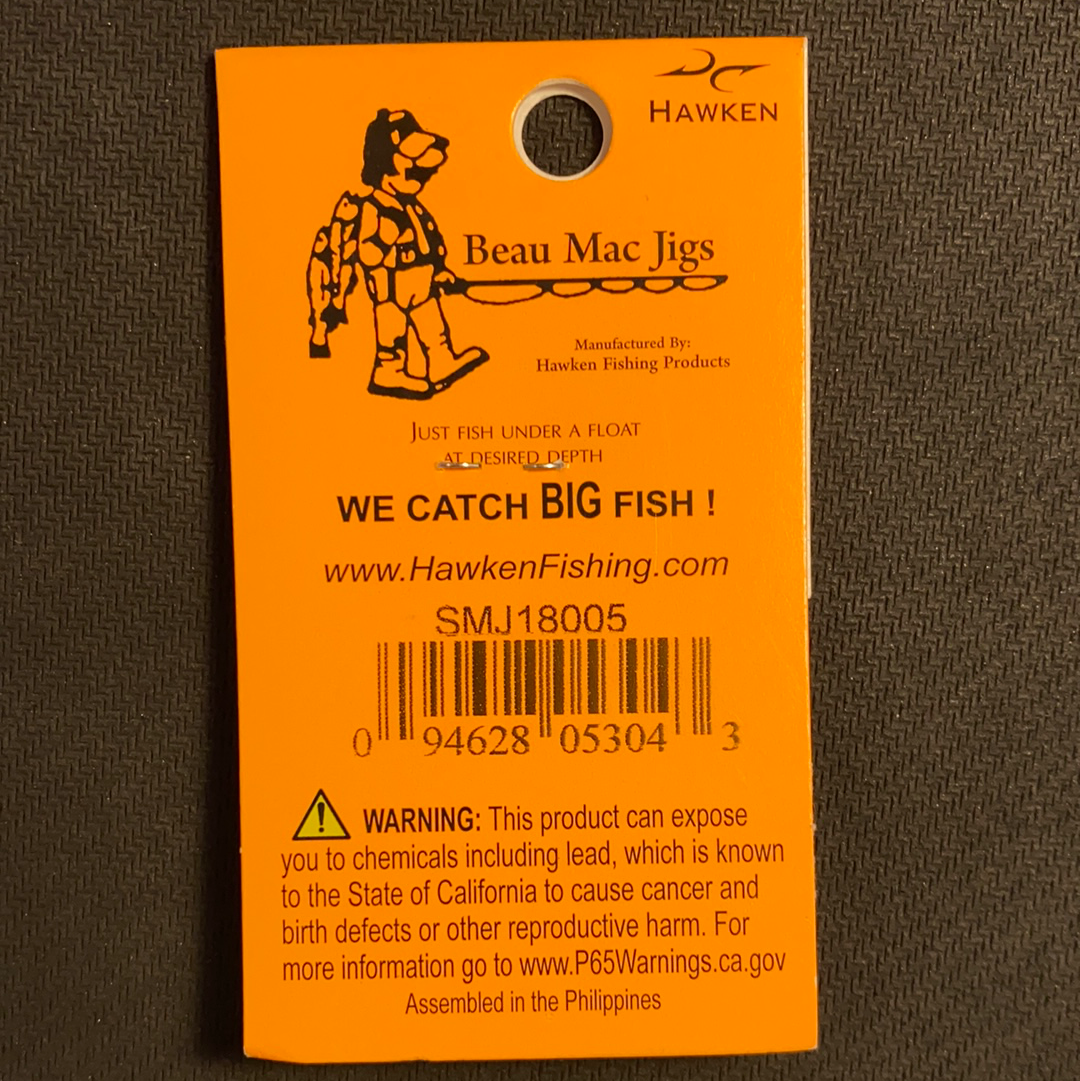 HAWKEN
Beau Mac Jigs
Manufactured By:
Hawken Fishing Products
JUST FISH UNDER A FLOAT
AT DESIRED DEPTH
WE CATCH BIG FISH !
www.HawkenFishing.com
SMJ18005
0 94628 05304 3
WARNING: This product can expose
you to chemicals including lead, which is known
to the State of California to cause cancer and
birth defects or other reproductive harm. For
more information go to www.P65Warnings.ca.gov
Assembled in the Philippines